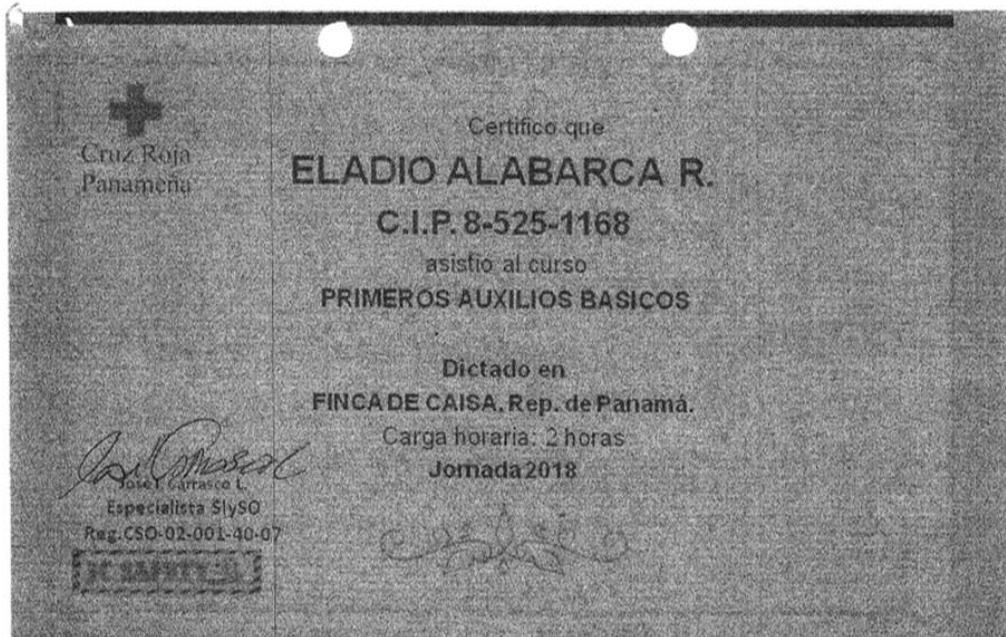 Cruz Roja
Panameña
Certifico que
ELADIO ALABARCA R.
C.I.P. 8-525-1168
asistio al curso
PRIMEROS AUXILIOS BASICOS
Dictado en
FINCA DE CAISA. Rep. de Panamá.
Carga horaria: 2 horas
Jornada 2018
José Carrasco L.
Especialista SIySO
Reg.CSO-02-001-40-07